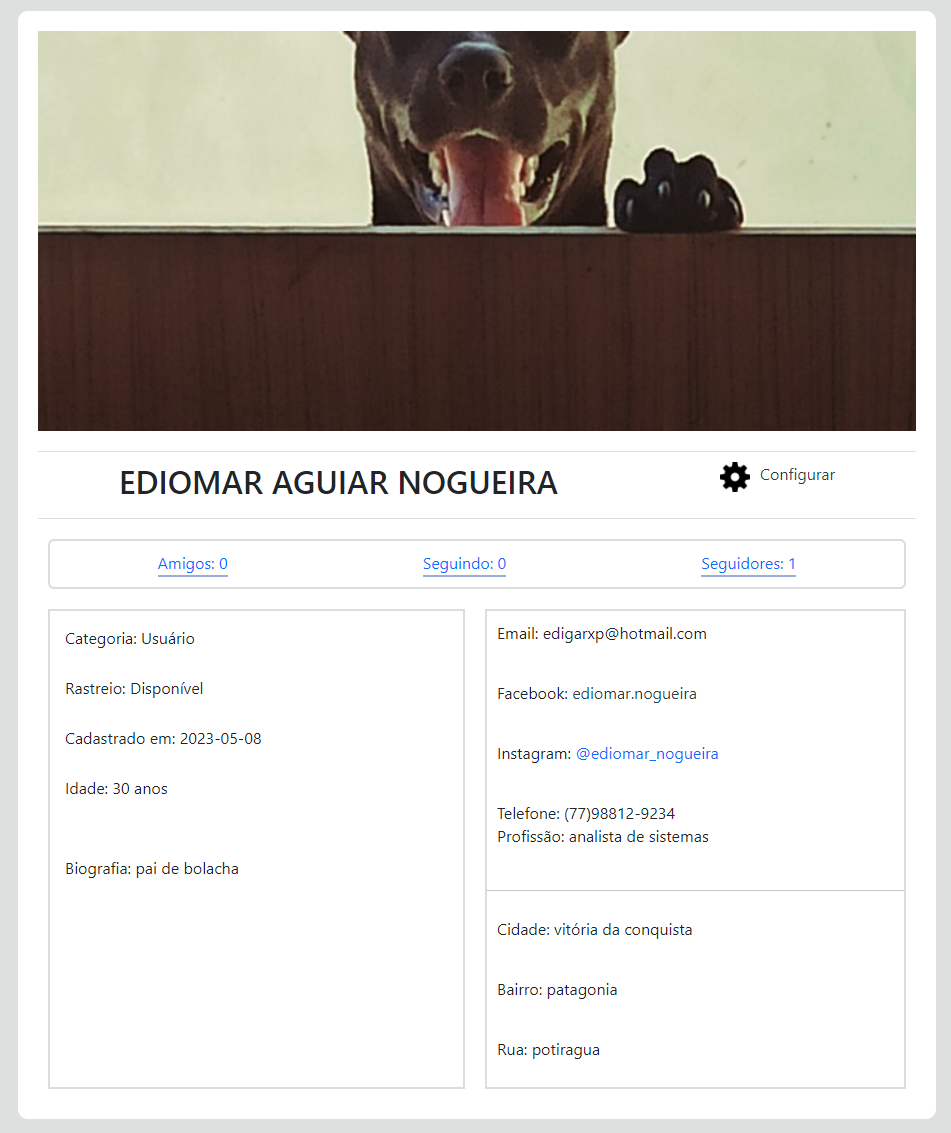 EDIOMAR AGUIAR NOGUEIRA
Configurar
Amigos: 0
Seguindo: 0
Seguidores: 1
Categoria: Usuário
Rastreio: Disponível
Cadastrado em: 2023-05-08
Idade: 30 anos
Biografia: pai de bolacha
Email: edigarxp@hotmail.com
Facebook: ediomar.nogueira
Instagram: @ediomar_nogueira
Telefone: (77)98812-9234
Profissão: analista de sistemas
Cidade: vitória da conquista
Bairro: patagonia
Rua: potiragua